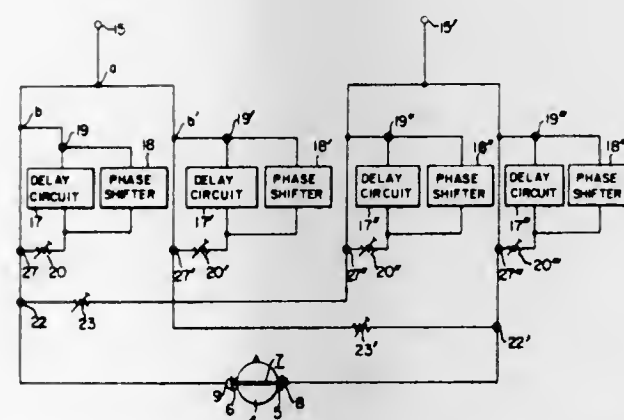 15
15'
a
b
19
18
b'
19'
18'
19"
18"
19'''
DELAY CIRCUIT
PHASE SHIFTER
DELAY CIRCUIT
PHASE SHIFTER
DELAY CIRCUIT
PHASE SHIFTER
DELAY CIRCUIT
PHASE SHIFTER
17
17'
17"
17'''
27
20
27'
20'
27"
20"
27'''
20'''
22
23
23'
22'
7
9
6
5
8